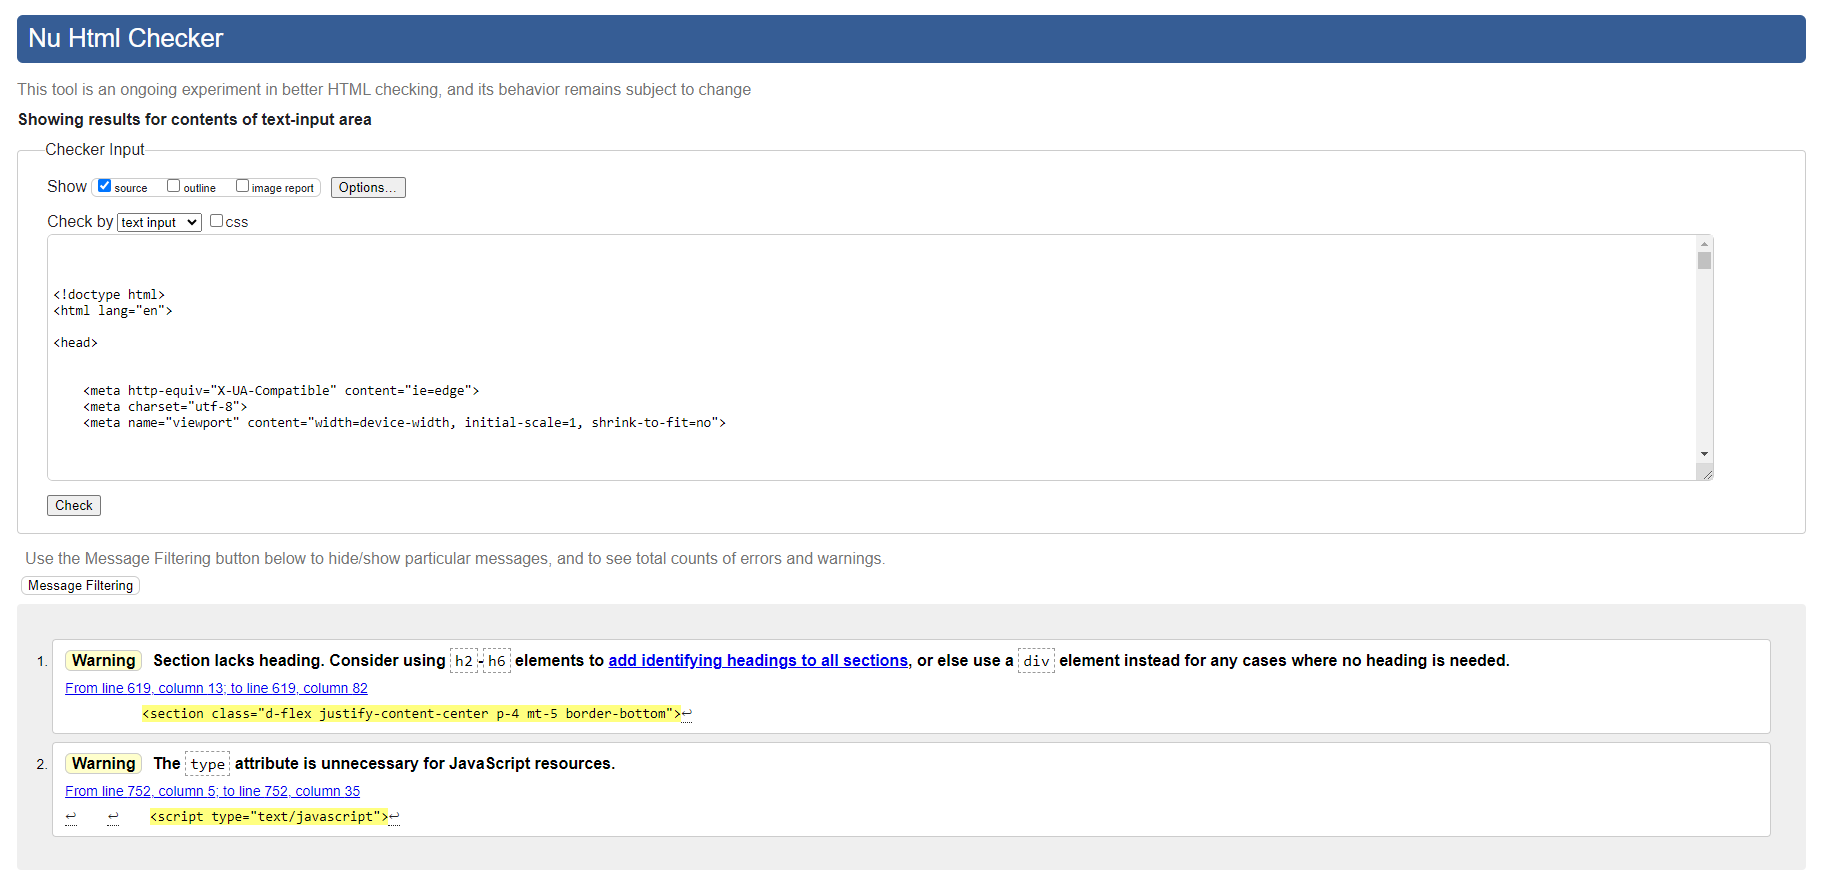 Nu Html Checker
This tool is an ongoing experiment in better HTML checking, and its behavior remains subject to change
Showing results for contents of text-input area
Checker Input
Show source outline image report Options...
Check by text input css
<!doctype html>
<html lang="en">
<head>
<meta http-equiv="X-UA-Compatible" content="ie=edge">
<meta charset="utf-8">
<meta name="viewport" content="width=device-width, initial-scale=1, shrink-to-fit=no">
Check
Use the Message Filtering button below to hide/show particular messages, and to see total counts of errors and warnings.
Message Filtering
1. Warning Section lacks heading. Consider using h2-h6 elements to add identifying headings to all sections, or else use a div element instead for any cases where no heading is needed.
From line 619, column 13; to line 619, column 82
<section class="d-flex justify-content-center p-4 mt-5 border-bottom">↩
2. Warning The type attribute is unnecessary for JavaScript resources.
From line 752, column 5; to line 752, column 35
↩ ↩ <script type="text/javascript">↩